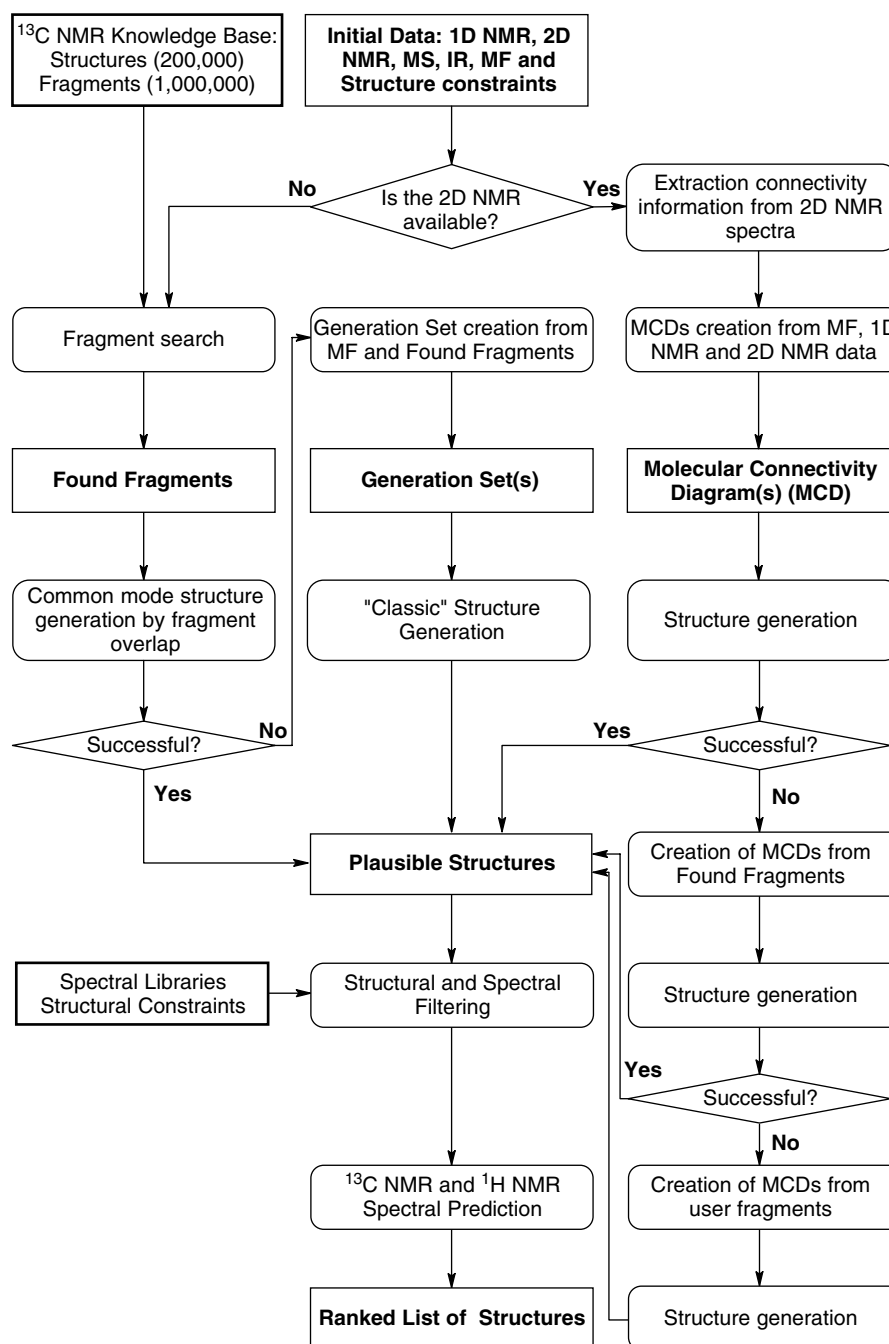 ¹³C NMR Knowledge Base:
Structures (200,000)
Fragments (1,000,000)
Initial Data: 1D NMR, 2D
NMR, MS, IR, MF and
Structure constraints
No
Is the 2D NMR
available?
Yes
Extraction connectivity
information from 2D NMR
spectra
Fragment search
Generation Set creation from
MF and Found Fragments
MCDs creation from MF, 1D
NMR and 2D NMR data
Found Fragments
Generation Set(s)
Molecular Connectivity
Diagram(s) (MCD)
Common mode structure
generation by fragment
overlap
"Classic" Structure
Generation
Structure generation
Successful?
No
Yes
Yes
Successful?
No
Plausible Structures
Creation of MCDs from
Found Fragments
Spectral Libraries
Structural Constraints
Structural and Spectral
Filtering
Structure generation
Yes
Successful?
No
¹³C NMR and ¹H NMR
Spectral Prediction
Creation of MCDs from
user fragments
Ranked List of Structures
Structure generation